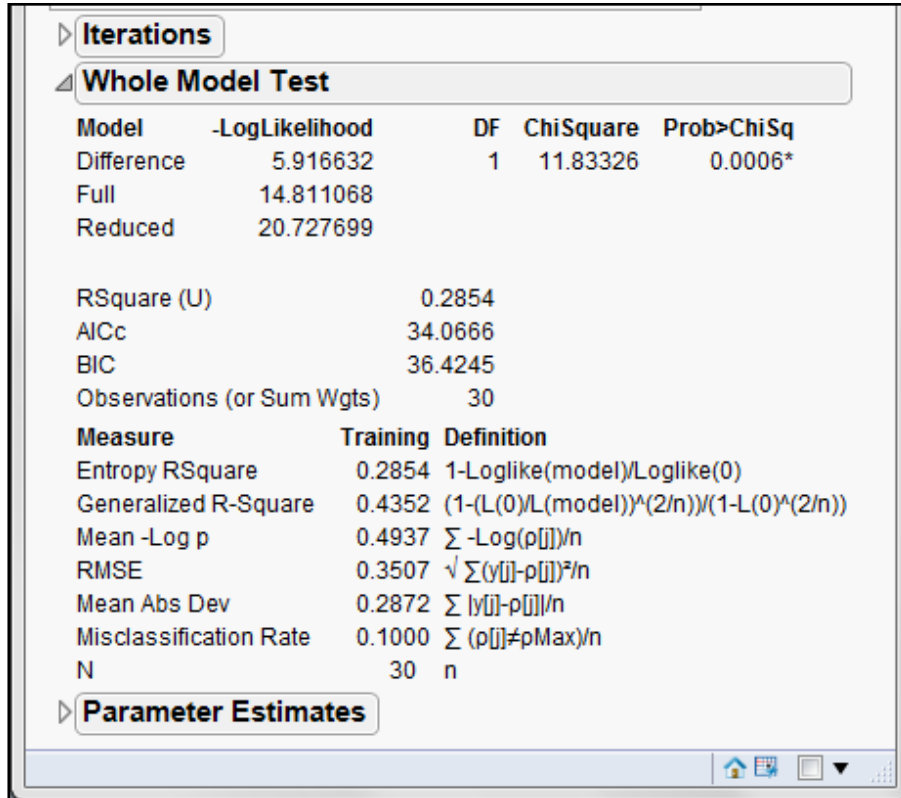 Iterations
Whole Model Test
Model -LogLikelihood DF ChiSquare Prob>ChiSq
Difference 5.916632 1 11.83326 0.0006*
Full 14.811068
Reduced 20.727699
RSquare (U) 0.2854
AICc 34.0666
BIC 36.4245
Observations (or Sum Wgts) 30
Measure Training Definition
Entropy RSquare 0.2854 1-Loglike(model)/Loglike(0)
Generalized R-Square 0.4352 (1-(L(0)/L(model))^(2/n))/(1-L(0)^(2/n))
Mean -Log p 0.4937 ∑ -Log(ρ[j])/n
RMSE 0.3507 √ ∑(y[j]-ρ[j])²/n
Mean Abs Dev 0.2872 ∑ |y[j]-ρ[j]|/n
Misclassification Rate 0.1000 ∑ (ρ[j]≠ρMax)/n
N 30 n
Parameter Estimates